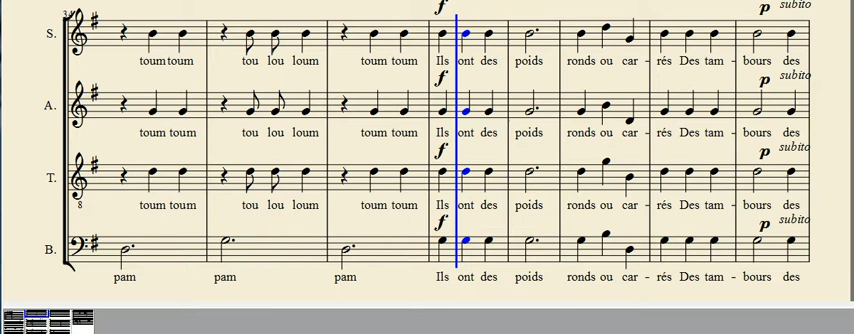 f p subito
34
S.
toum toum tou lou loum toum toum Ils ont des poids ronds ou car- rés Des tam- bours des
f p subito
A.
toum toum tou lou loum toum toum Ils ont des poids ronds ou car- rés Des tam- bours des
f p subito
T.
8
toum toum tou lou loum toum toum Ils ont des poids ronds ou car- rés Des tam- bours des
f p subito
B.
pam pam pam Ils ont des poids ronds ou car- rés Des tam- bours des